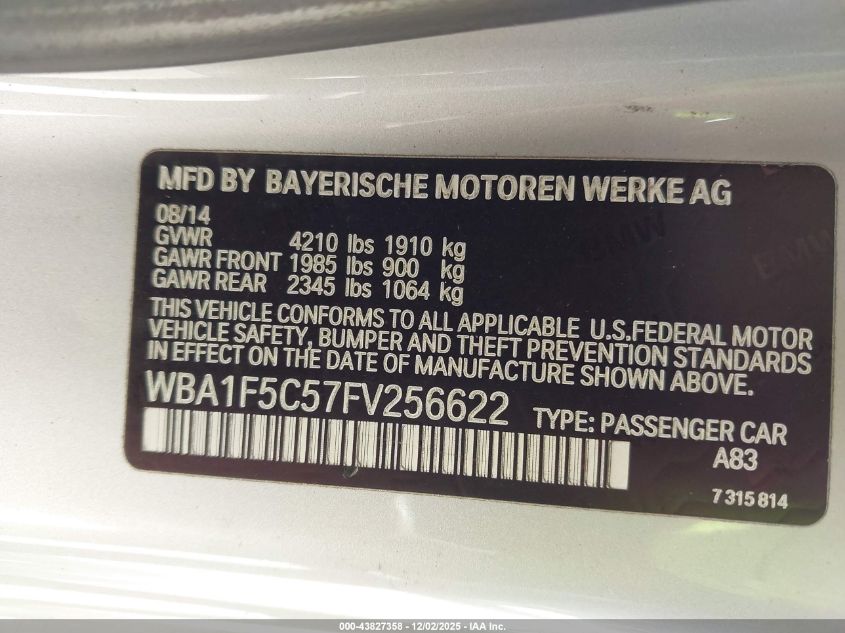 MFD BY BAYERISCHE MOTOREN WERKE AG
08/14
GVWR 4210 lbs 1910 kg
GAWR FRONT 1985 lbs 900 kg
GAWR REAR 2345 lbs 1064 kg
THIS VEHICLE CONFORMS TO ALL APPLICABLE U.S.FEDERAL MOTOR
VEHICLE SAFETY, BUMPER AND THEFT PREVENTION STANDARDS
IN EFFECT ON THE DATE OF MANUFACTURE SHOWN ABOVE.
WBA1F5C57FV256622 TYPE: PASSENGER CAR
A83
7 315 814
000-43827358 - 12/02/2025 - IAA Inc.